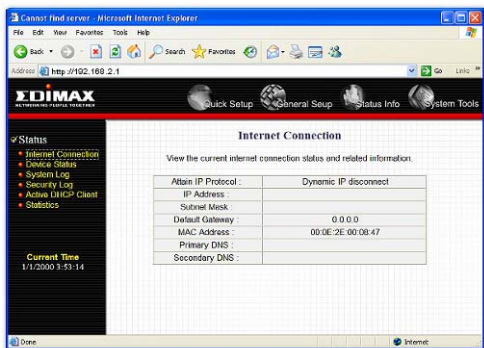 Cannot find server - Microsoft Internet Explorer
File Edit View Favorites Tools Help
Back Search Favorites
Address http://192.168.2.1 Go Links
EDIMAX
NETWORKING PEOPLE TOGETHER
Quick Setup General Seup Status Info System Tools
Status
Internet Connection
Device Status
System Log
Security Log
Active DHCP Client
Statistics
Current Time
1/1/2000 3:53:14
Internet Connection
View the current internet connection status and related information.
Attain IP Protocol : Dynamic IP disconnect
IP Address :
Subnet Mask :
Default Gateway : 0.0.0.0
MAC Address : 00:0E:2E:00:08:47
Primary DNS :
Secondary DNS :
Done Internet